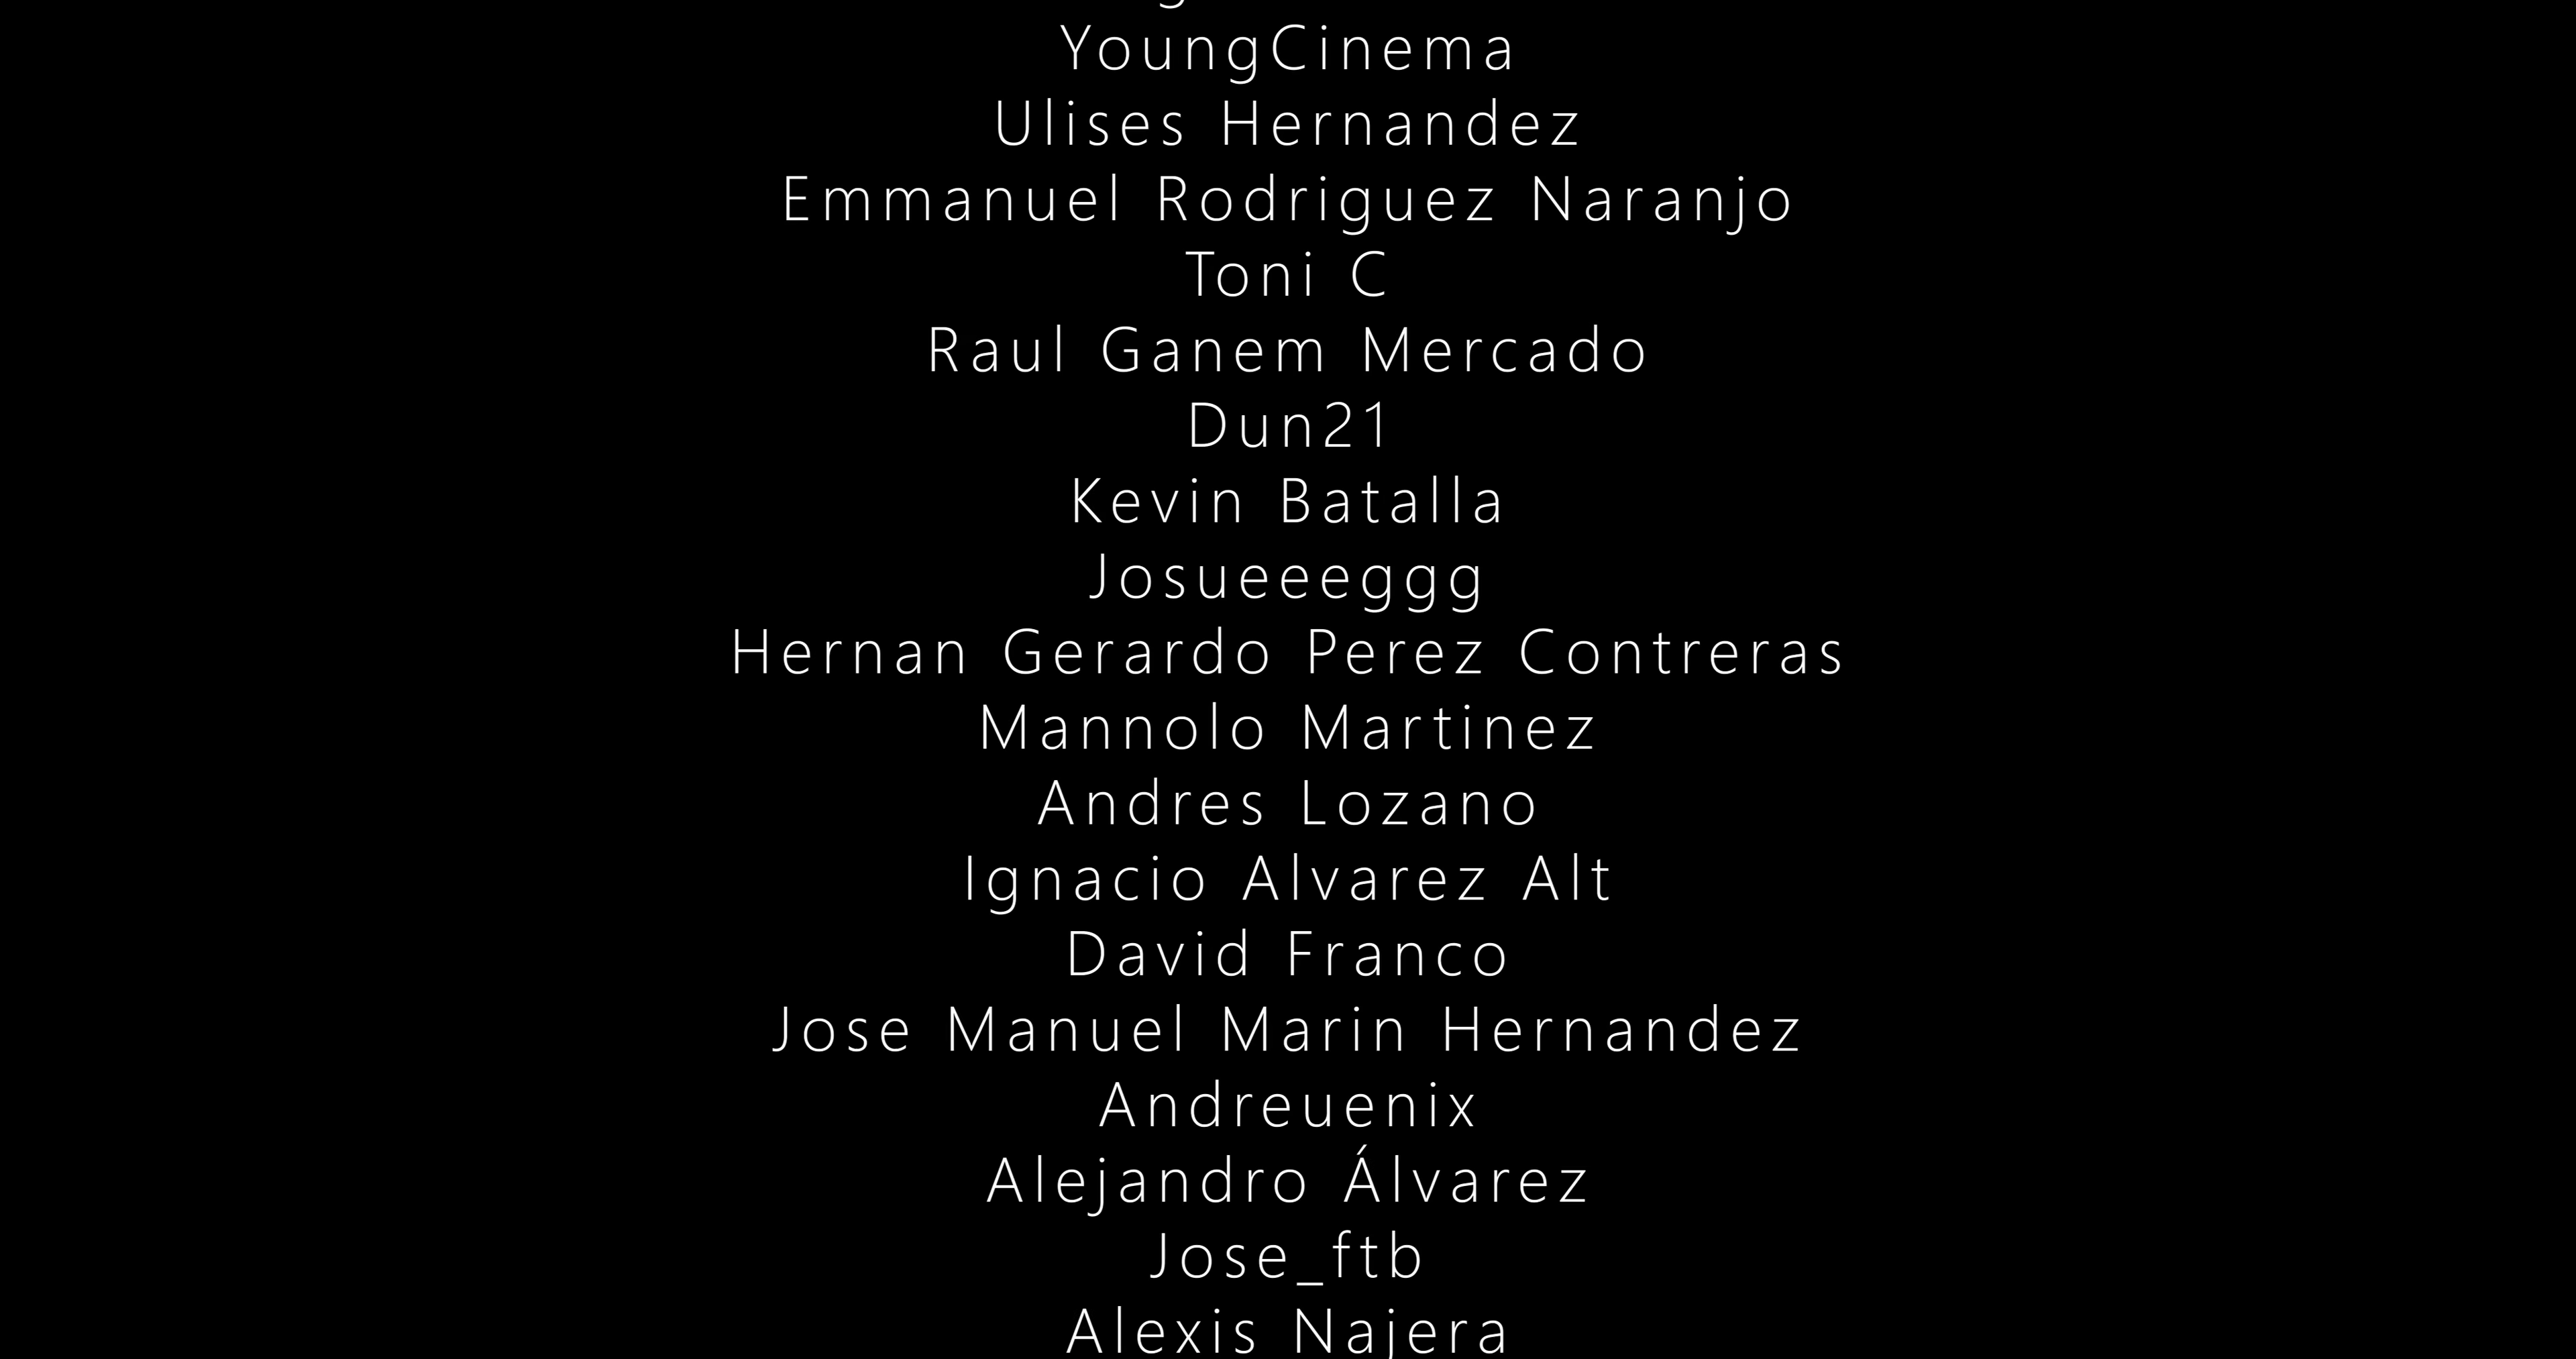 YoungCinema
Ulises Hernandez
Emmanuel Rodriguez Naranjo
Toni C
Raul Ganem Mercado
Dun21
Kevin Batalla
Josueeeggg
Hernan Gerardo Perez Contreras
Mannolo Martinez
Andres Lozano
Ignacio Alvarez Alt
David Franco
Jose Manuel Marin Hernandez
Andreuenix
Alejandro Álvarez
Jose_ftb
Alexis Najera